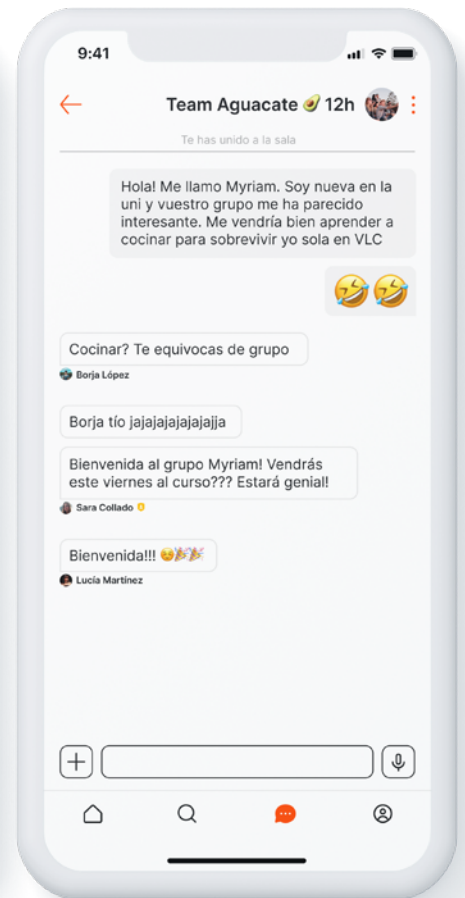 9:41
Team Aguacate 🥑 12h
Te has unido a la sala
Hola! Me llamo Myriam. Soy nueva en la
uni y vuestro grupo me ha parecido
interesante. Me vendría bien aprender a
cocinar para sobrevivir yo sola en VLC
🤣🤣
Cocinar? Te equivocas de grupo
Borja López
Borja tío jajajajajajajjja
Bienvenida al grupo Myriam! Vendrás
este viernes al curso??? Estará genial!
Sara Collado
Bienvenida!!! ☺️🎉🎉
Lucía Martínez